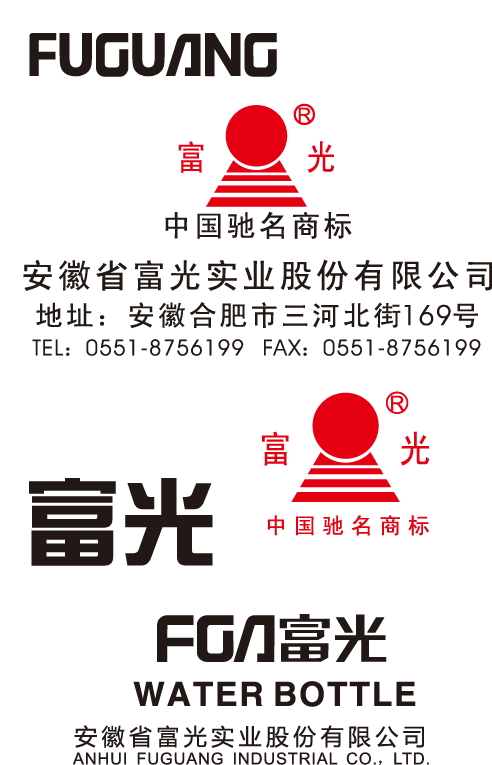 FUGUANG
富 光 ®
中国驰名商标
安徽省富光实业股份有限公司
地址：安徽合肥市三河北街169号
TEL：0551-8756199 FAX：0551-8756199
富 光 ®
中国驰名商标
富光
FGA富光
WATER BOTTLE
安徽省富光实业股份有限公司
ANHUI FUGUANG INDUSTRIAL CO., LTD.